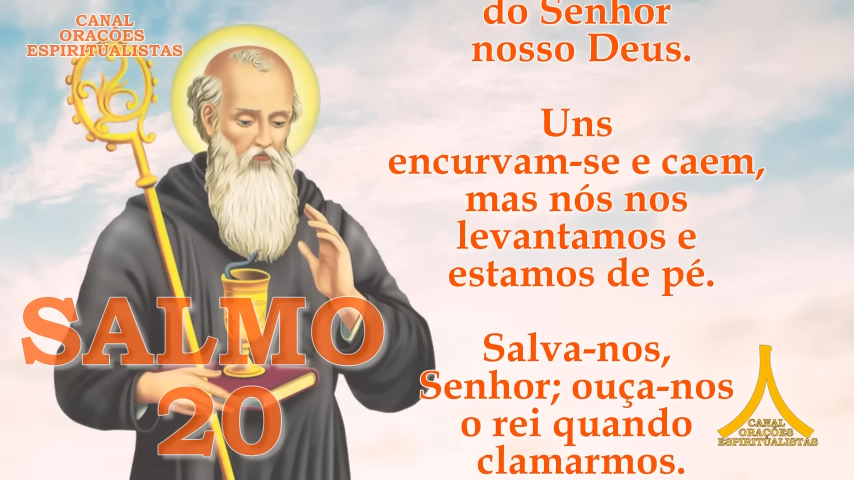 CANAL
ORAÇÕES
ESPIRITUALISTAS
SALMO
20
do Senhor
nosso Deus.
Uns
encurvam-se e caem,
mas nós nos
levantamos e
estamos de pé.
Salva-nos,
Senhor; ouça-nos
o rei quando
clamarmos.
CANAL
ORAÇÕES
ESPIRITUALISTAS